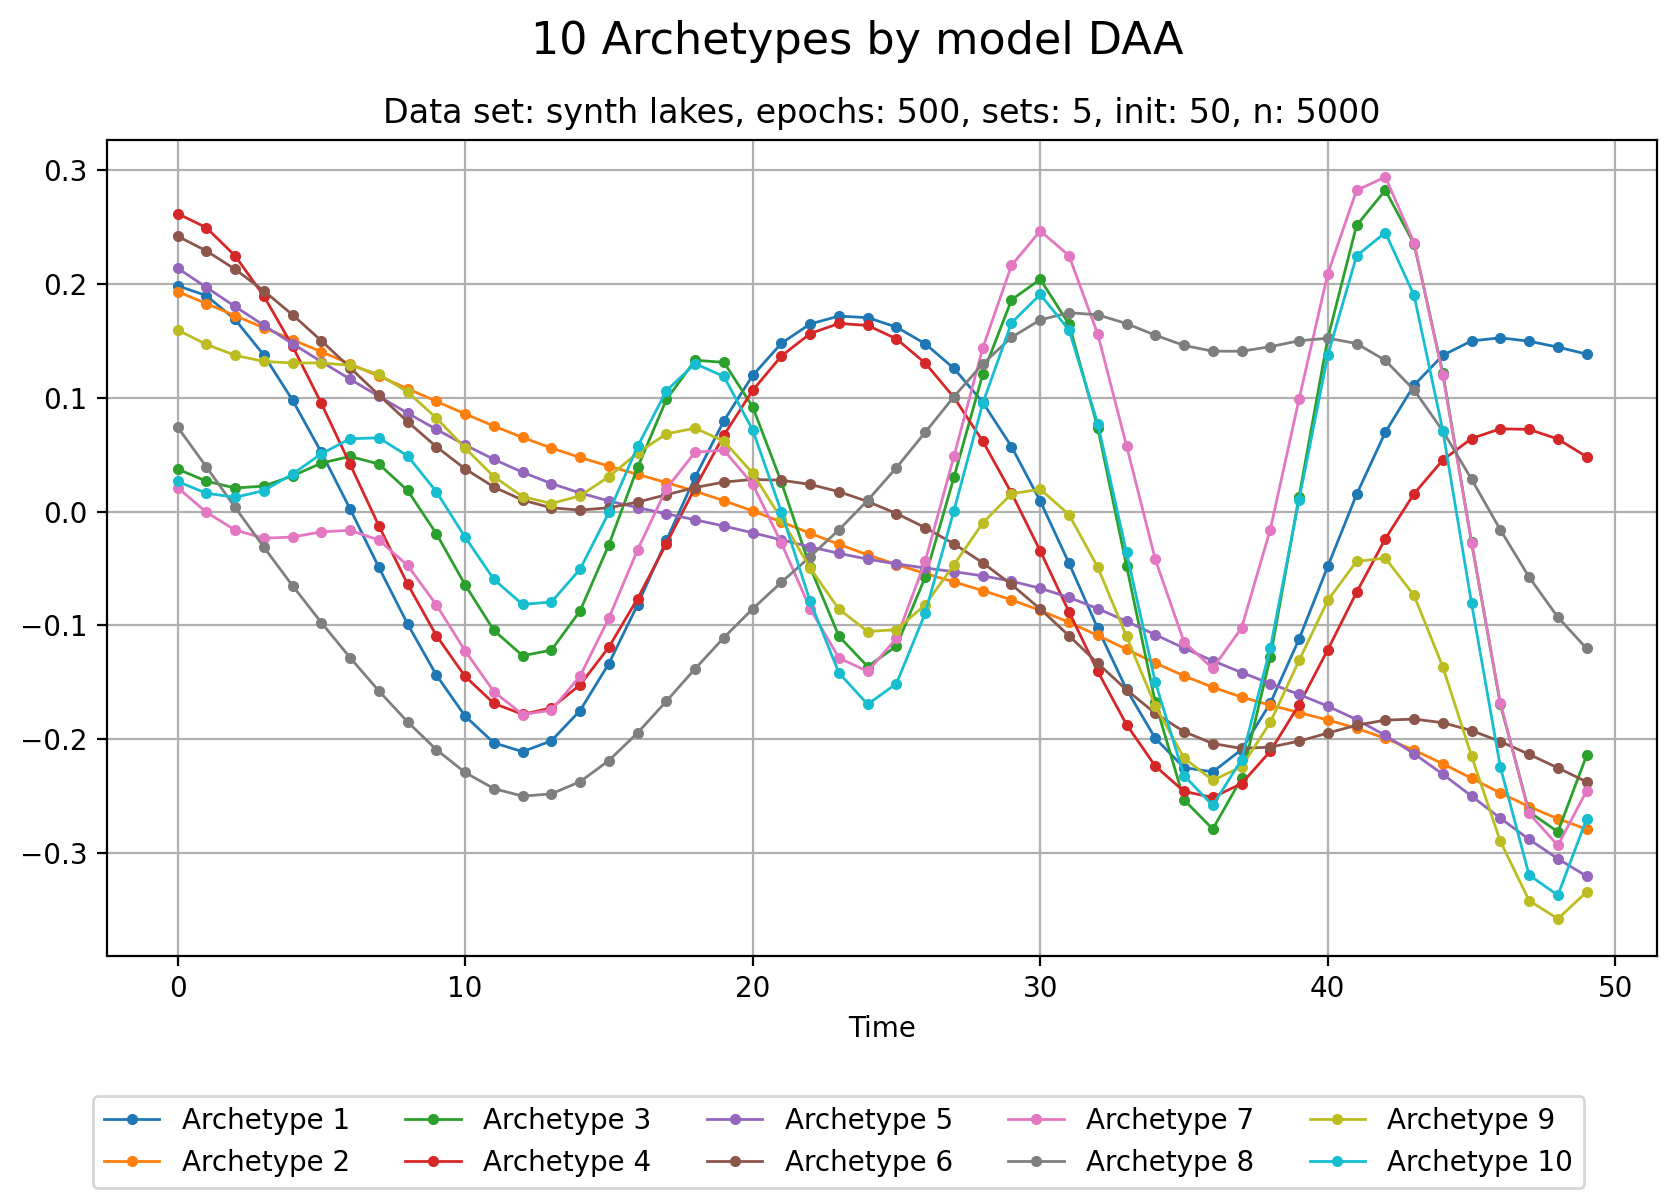 10 Archetypes by model DAA
Data set: synth lakes, epochs: 500, sets: 5, init: 50, n: 5000
0.3
0.2
0.1
0.0
−0.1
−0.2
−0.3
0 10 20 30 40 50
Time
Archetype 1 Archetype 3 Archetype 5 Archetype 7 Archetype 9
Archetype 2 Archetype 4 Archetype 6 Archetype 8 Archetype 10